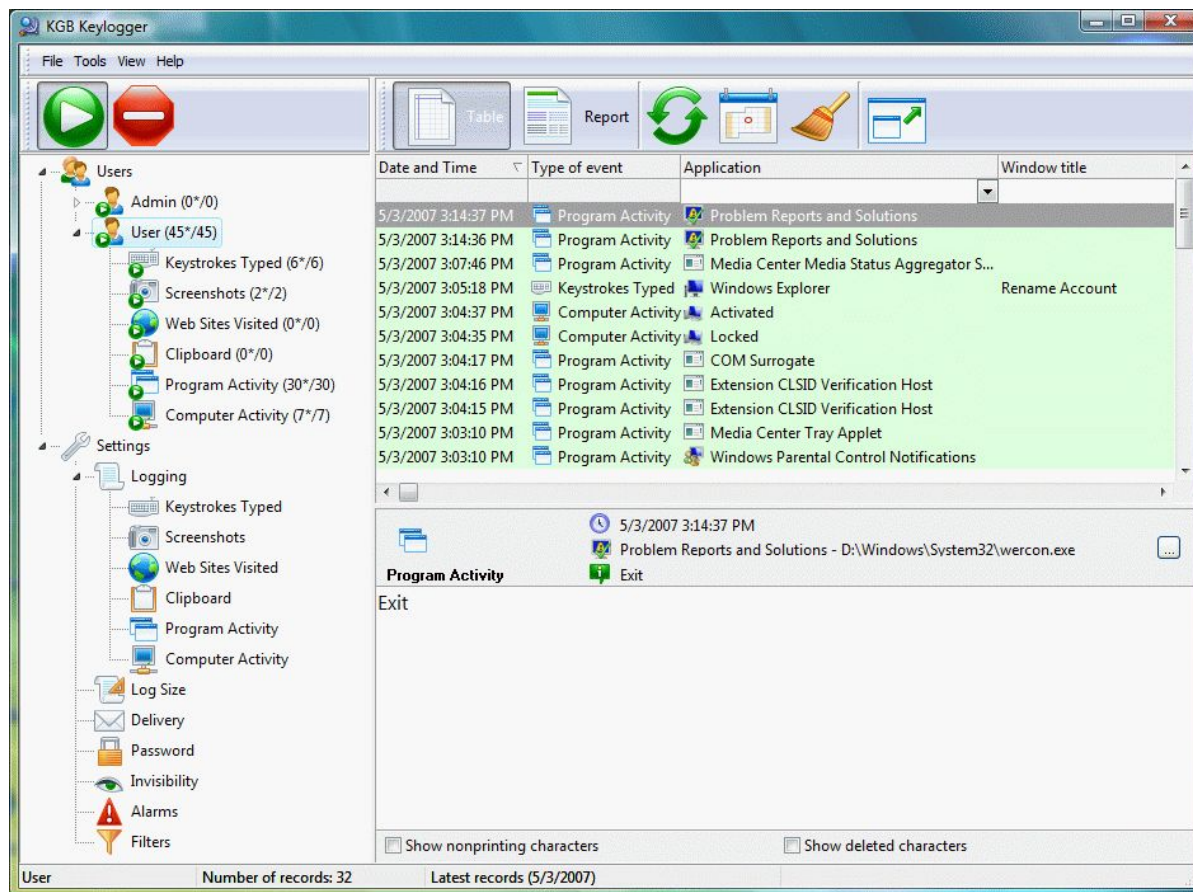 KGB Keylogger
File Tools View Help
Table
Report
Users
Admin (0*/0)
User (45*/45)
Keystrokes Typed (6*/6)
Screenshots (2*/2)
Web Sites Visited (0*/0)
Clipboard (0*/0)
Program Activity (30*/30)
Computer Activity (7*/7)
Settings
Logging
Keystrokes Typed
Screenshots
Web Sites Visited
Clipboard
Program Activity
Computer Activity
Log Size
Delivery
Password
Invisibility
Alarms
Filters
Date and Time Type of event Application Window title
5/3/2007 3:14:37 PM Program Activity Problem Reports and Solutions
5/3/2007 3:14:36 PM Program Activity Problem Reports and Solutions
5/3/2007 3:07:46 PM Program Activity Media Center Media Status Aggregator S...
5/3/2007 3:05:18 PM Keystrokes Typed Windows Explorer Rename Account
5/3/2007 3:04:37 PM Computer Activity Activated
5/3/2007 3:04:35 PM Computer Activity Locked
5/3/2007 3:04:17 PM Program Activity COM Surrogate
5/3/2007 3:04:16 PM Program Activity Extension CLSID Verification Host
5/3/2007 3:04:15 PM Program Activity Extension CLSID Verification Host
5/3/2007 3:03:10 PM Program Activity Media Center Tray Applet
5/3/2007 3:03:10 PM Program Activity Windows Parental Control Notifications
5/3/2007 3:14:37 PM
Problem Reports and Solutions - D:\Windows\System32\wercon.exe
...
Program Activity
Exit
Exit
Show nonprinting characters
Show deleted characters
User
Number of records: 32
Latest records (5/3/2007)